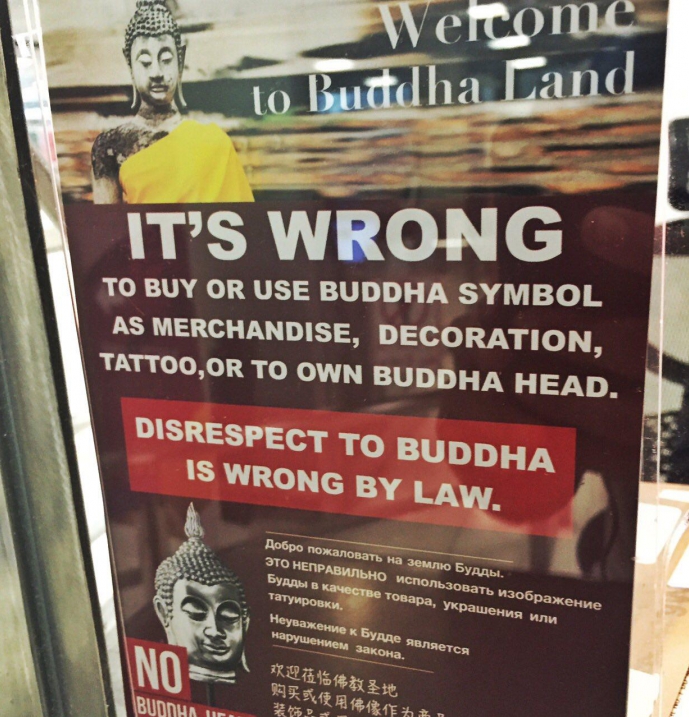 Welcome
to Buddha Land
IT'S WRONG
TO BUY OR USE BUDDHA SYMBOL
AS MERCHANDISE, DECORATION,
TATTOO,OR TO OWN BUDDHA HEAD.
DISRESPECT TO BUDDHA
IS WRONG BY LAW.
Добро пожаловать на землю Будды.
ЭТО НЕПРАВИЛЬНО использовать изображение
Будды в качестве товара, украшения или
татуировки.
Неуважение к Будде является
нарушением закона.
欢迎莅临佛教圣地
购买或使用佛像作为商品
NO
BUDDHA